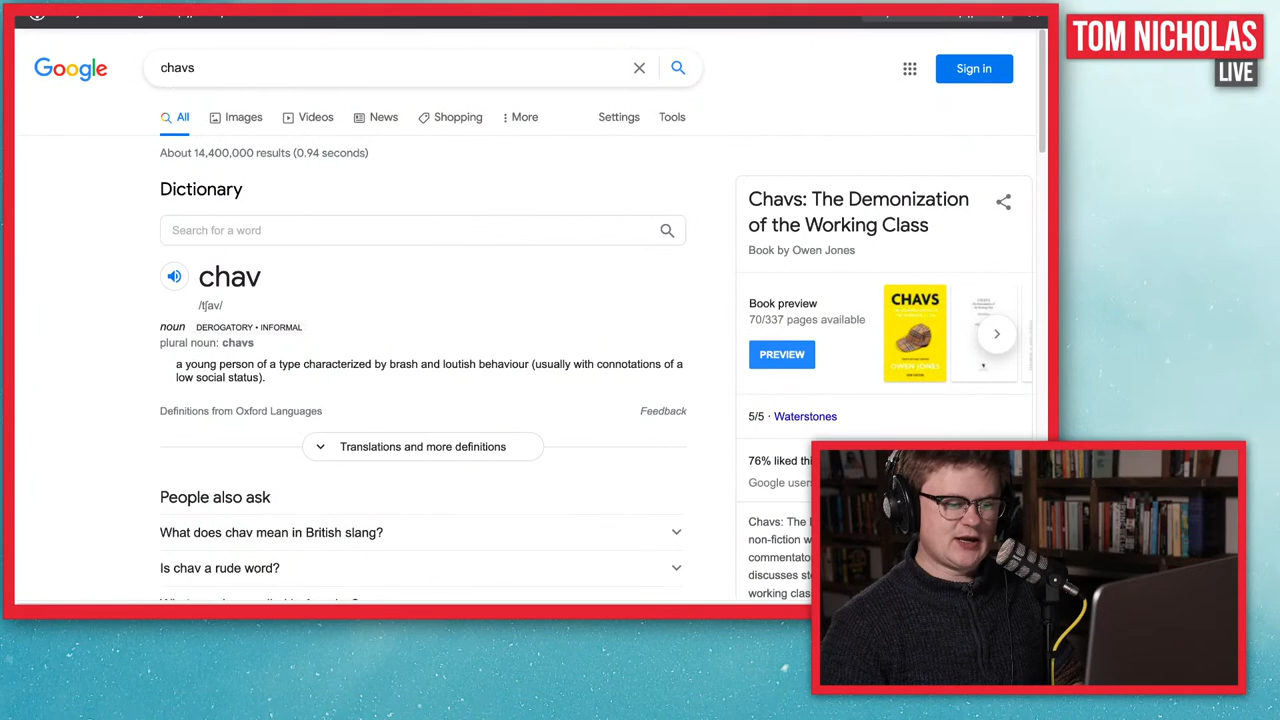 TOM NICHOLAS
LIVE
Google
chavs
Sign in
All
Images
Videos
News
Shopping
More
Settings
Tools
About 14,400,000 results (0.94 seconds)
Dictionary
Search for a word
chav
/tʃav/
noun DEROGATORY • INFORMAL
plural noun: chavs
a young person of a type characterized by brash and loutish behaviour (usually with connotations of a
low social status).
Definitions from Oxford Languages
Feedback
Translations and more definitions
People also ask
What does chav mean in British slang?
Is chav a rude word?
Chavs: The Demonization
of the Working Class
Book by Owen Jones
Book preview
70/337 pages available
PREVIEW
CHAVS
OWEN JONES
5/5 · Waterstones
76% liked thi
Google user
Chavs: The
non-fiction w
commentato
discusses st
working clas